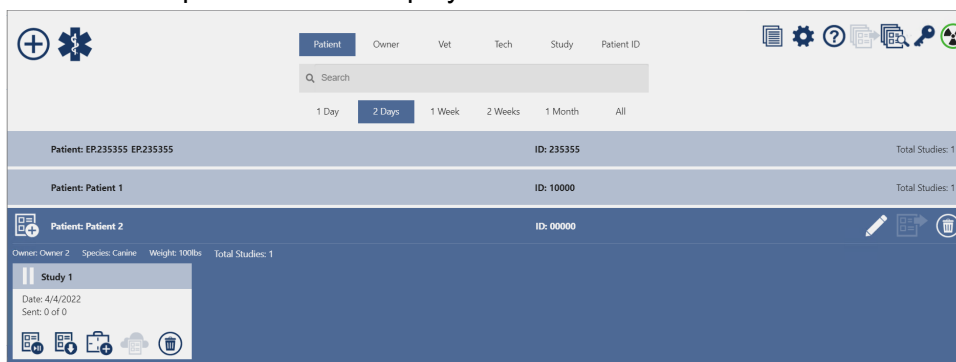 Patient Owner Vet Tech Study Patient ID
Search
1 Day 2 Days 1 Week 2 Weeks 1 Month All
Patient: EP.235355 EP.235355 ID: 235355 Total Studies: 1
Patient: Patient 1 ID: 10000 Total Studies: 1
Patient: Patient 2 ID: 00000
Owner: Owner 2 Species: Canine Weight: 100lbs Total Studies: 1
Study 1
Date: 4/4/2022
Sent: 0 of 0